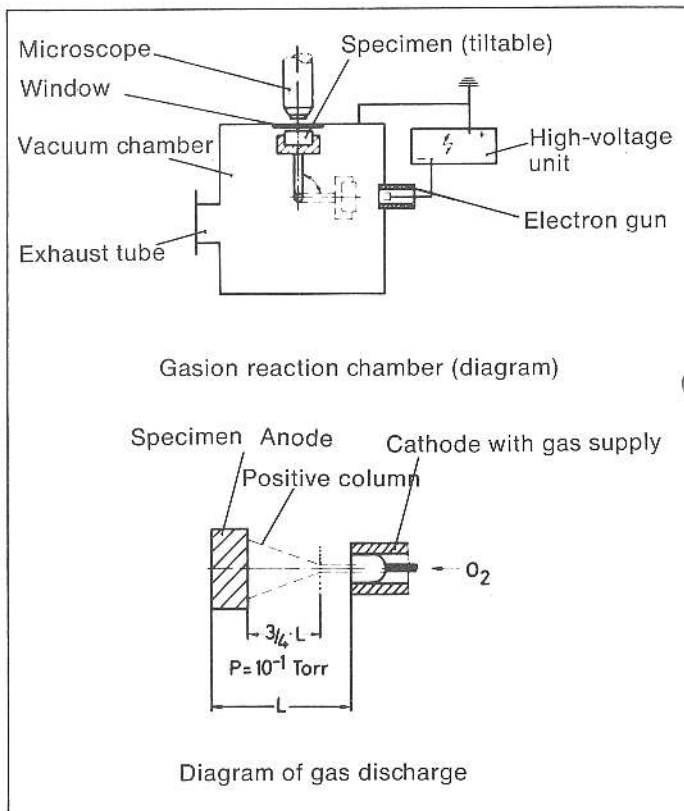 Microscope
Specimen (tiltable)
Window
Vacuum chamber
High-voltage
unit
- +
Electron gun
Exhaust tube
Gasion reaction chamber (diagram)
Specimen Anode
Cathode with gas supply
Positive column
O₂
3/4·L
P=10⁻¹ Torr
L
Diagram of gas discharge